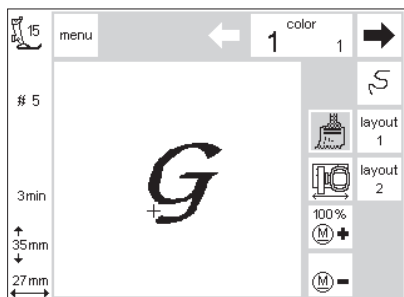 15
menu
color
1
1
# 5
layout
1
layout
2
3min
35mm
27mm
G
100%
M +
M -